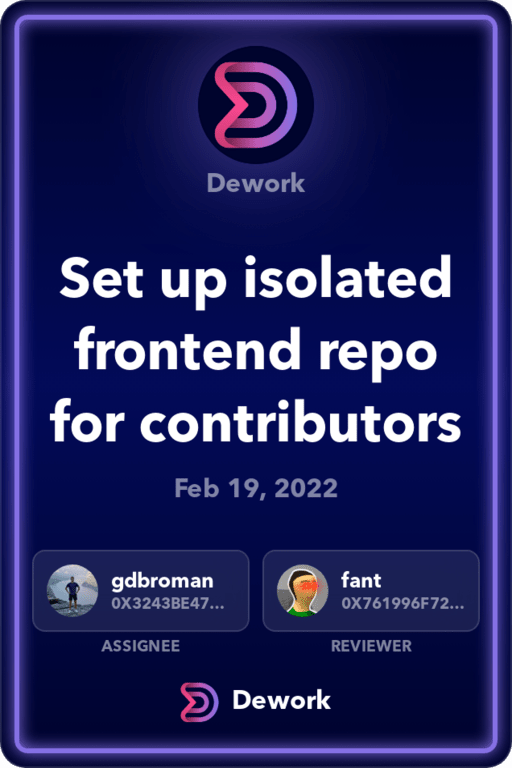 Dework
Set up isolated
frontend repo
for contributors
Feb 19, 2022
gdbroman
0X3243BE47...
ASSIGNEE
fant
0X761996F72...
REVIEWER
Dework